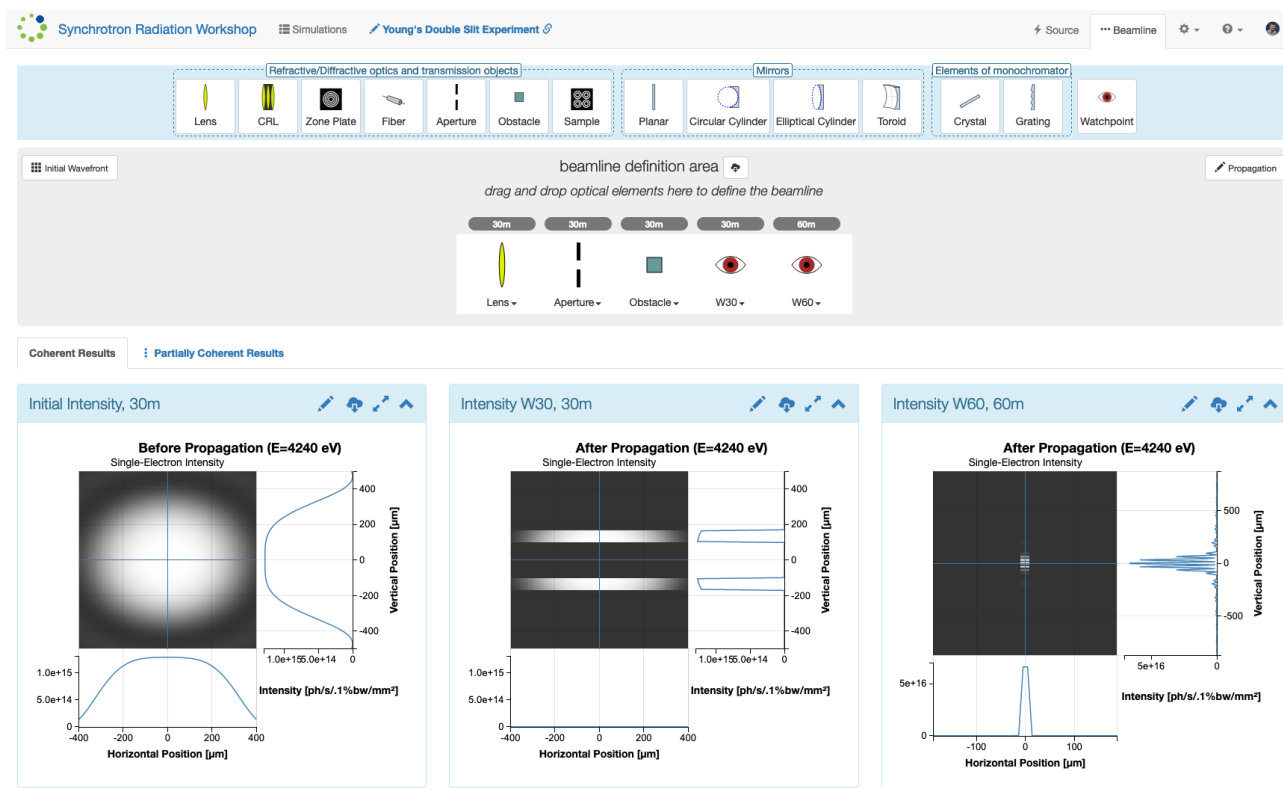 Synchrotron Radiation Workshop Simulations Young's Double Slit Experiment Source Beamline
Refractive/Diffractive optics and transmission objects Mirrors Elements of monochromator
Lens CRL Zone Plate Fiber Aperture Obstacle Sample Planar Circular Cylinder Elliptical Cylinder Toroid Crystal Grating Watchpoint
Initial Wavefront beamline definition area Propagation
drag and drop optical elements here to define the beamline
30m 30m 30m 30m 60m
Lens Aperture Obstacle W30 W60
Coherent Results Partially Coherent Results
Initial Intensity, 30m
Before Propagation (E=4240 eV)
Single-Electron Intensity
400
200
0
-200
-400
Vertical Position [µm]
1.0e+15 5.0e+14 0
Intensity [ph/s/.1%bw/mm²]
1.0e+15
5.0e+14
0
-400 -200 0 200 400
Horizontal Position [µm]
Intensity W30, 30m
After Propagation (E=4240 eV)
Single-Electron Intensity
400
200
0
-200
-400
Vertical Position [µm]
1.0e+15 5.0e+14 0
Intensity [ph/s/.1%bw/mm²]
1.0e+15
5.0e+14
0
-400 -200 0 200 400
Horizontal Position [µm]
Intensity W60, 60m
After Propagation (E=4240 eV)
Single-Electron Intensity
500
0
-500
Vertical Position [µm]
5e+16 0
Intensity [ph/s/.1%bw/mm²]
5e+16
0
-100 0 100
Horizontal Position [µm]